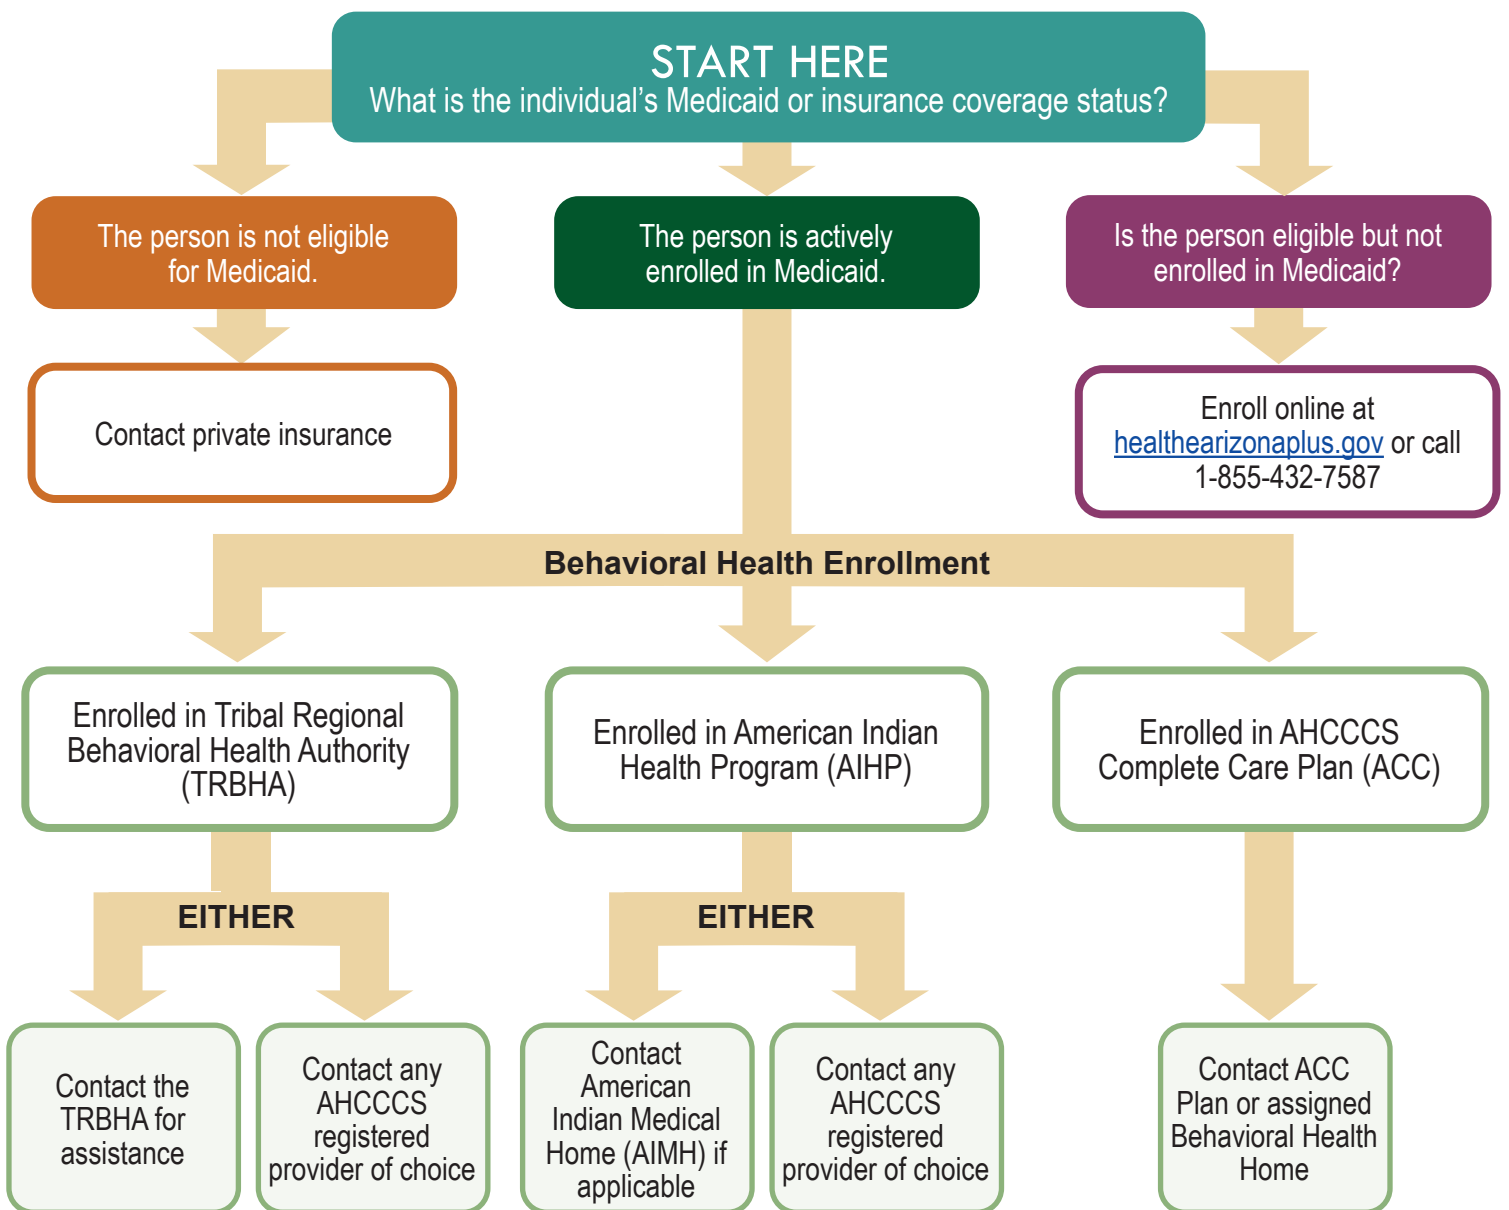 START HERE
What is the individual's Medicaid or insurance coverage status?
The person is not eligible
for Medicaid.
The person is actively
enrolled in Medicaid.
Is the person eligible but not
enrolled in Medicaid?
Contact private insurance
Enroll online at
healthearizonaplus.gov or call
1-855-432-7587
Behavioral Health Enrollment
Enrolled in Tribal Regional
Behavioral Health Authority
(TRBHA)
Enrolled in American Indian
Health Program (AIHP)
Enrolled in AHCCCS
Complete Care Plan (ACC)
EITHER
EITHER
Contact the
TRBHA for
assistance
Contact any
AHCCCS
registered
provider of choice
Contact
American
Indian Medical
Home (AIMH) if
applicable
Contact any
AHCCCS
registered
provider of choice
Contact ACC
Plan or assigned
Behavioral Health
Home